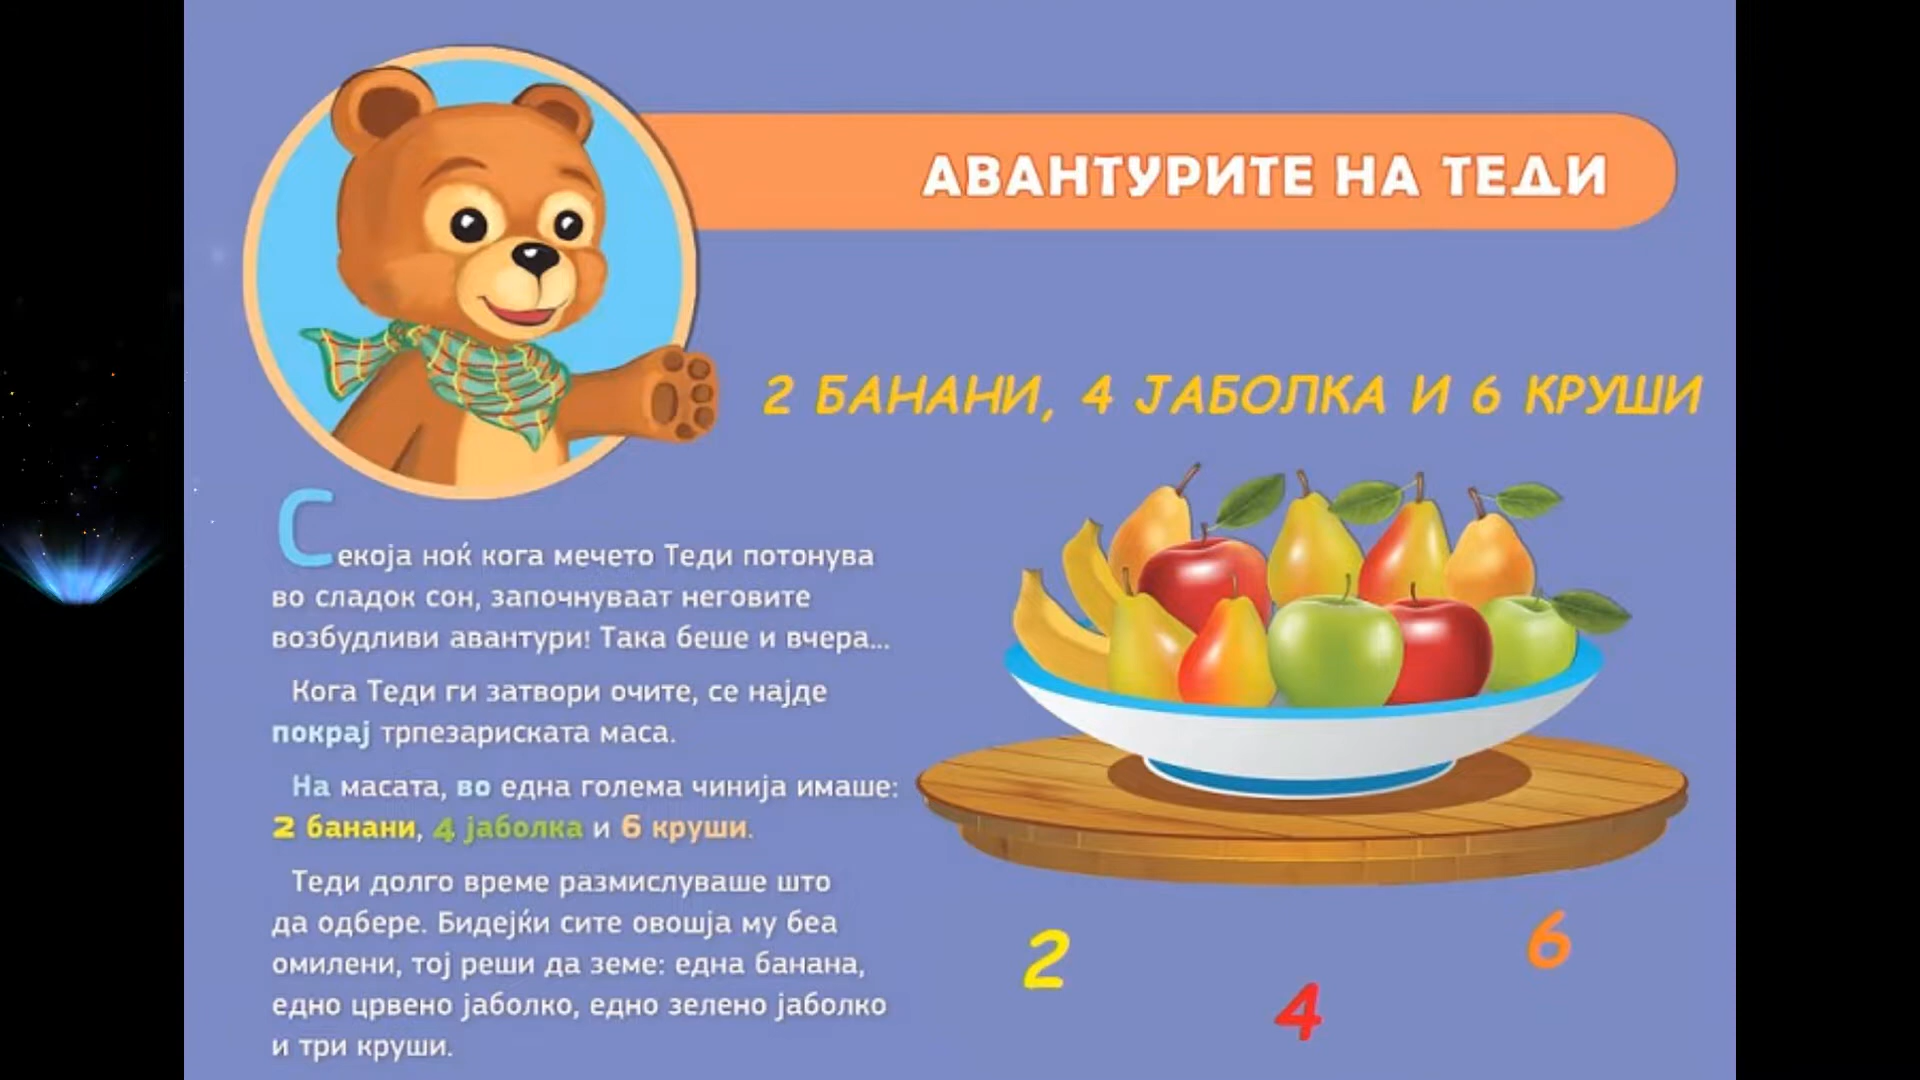 АВАНТУРИТЕ НА ТЕДИ
2 БАНАНИ, 4 ЈАБОЛКА И 6 КРУШИ
Секоја ноќ кога мечето Теди потонува
во сладок сон, започнуваат неговите
возбудливи авантури! Така беше и вчера...
Кога Теди ги затвори очите, се најде
покрај трпезариската маса.
На масата, во една голема чинија имаше:
2 банани, 4 јаболка и 6 круши.
Теди долго време размислуваше што
да одбере. Бидејќи сите овошја му беа
омилени, тој реши да земе: една банана,
едно црвено јаболко, едно зелено јаболко
и три круши.
2
4
6